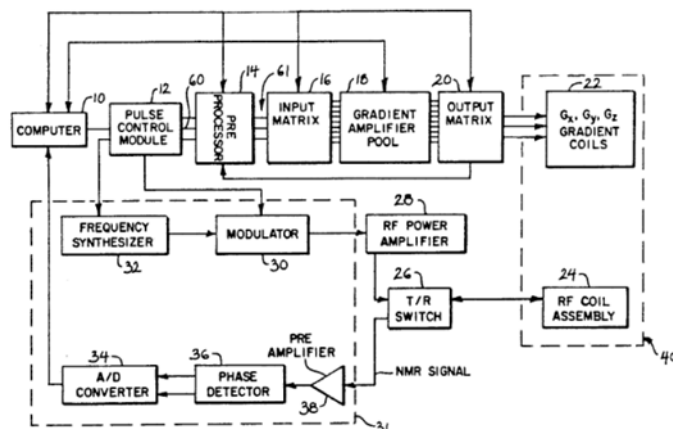 10
COMPUTER
12
PULSE
CONTROL
MODULE
60
14
PRE
PROCESSOR
61
16
INPUT
MATRIX
18
GRADIENT
AMPLIFIER
POOL
20
OUTPUT
MATRIX
22
Gx, Gy, Gz
GRADIENT
COILS
FREQUENCY
SYNTHESIZER
32
MODULATOR
30
28
RF POWER
AMPLIFIER
26
T/R
SWITCH
24
RF COIL
ASSEMBLY
40
34
A/D
CONVERTER
36
PHASE
DETECTOR
PRE
AMPLIFIER
38
NMR SIGNAL
31